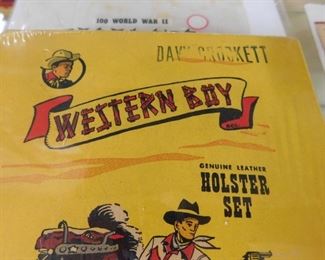 100 WORLD WAR II
DAVY CROCKETT
WESTERN BOY
GENUINE LEATHER
HOLSTER
SET